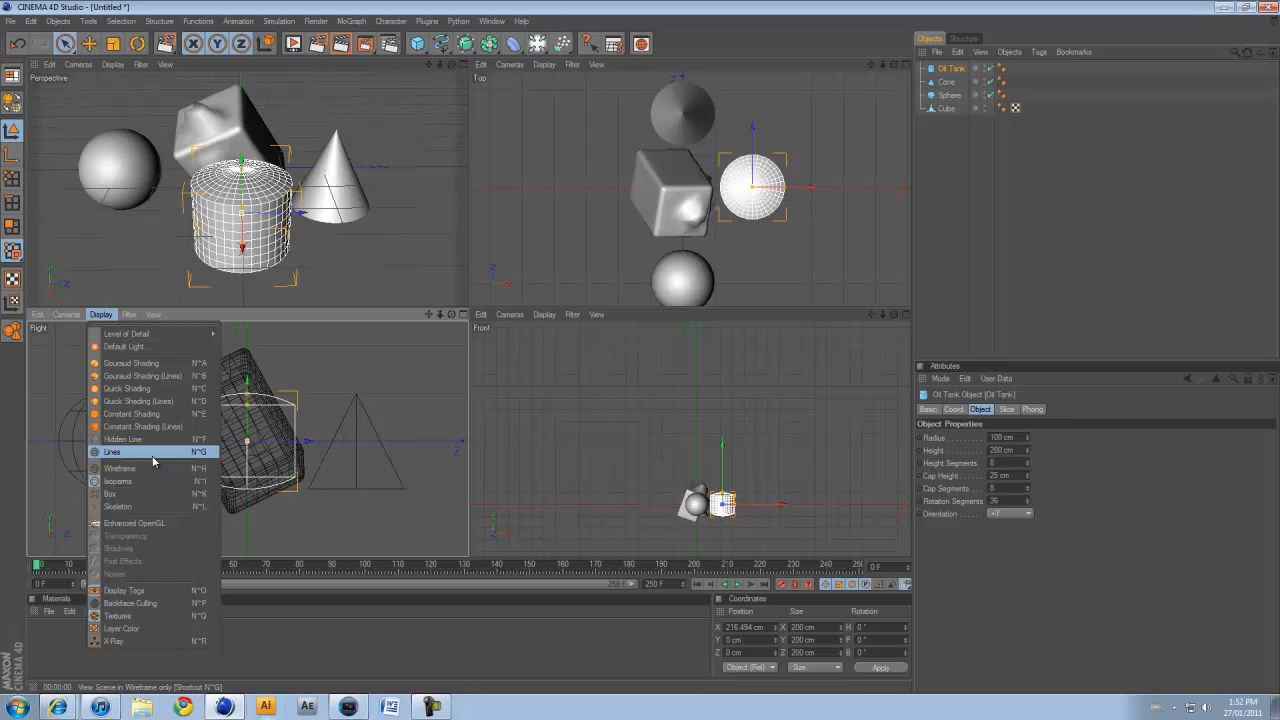 CINEMA 4D Studio - [Untitled *]
File Edit Objects Tools Selection Structure Functions Animation Simulate Render MoGraph Character Plugins Python Window Help
Edit Cameras Display Filter View
Perspective
Edit Cameras Display Filter View
Top
Objects Structure
File Edit View Objects Tags Bookmarks
Oil Tank
Cone
Sphere
Cube
Edit Cameras Display Filter View
Right
Edit Cameras Display Filter View
Front
Level of Detail
Default Light...
Gouraud Shading N~A
Gouraud Shading (Lines) N~B
Quick Shading N~C
Quick Shading (Lines) N~D
Constant Shading N~E
Constant Shading (Lines)
Hidden Line N~F
Lines N~G
Wireframe N~H
Isoparms N~I
Box N~K
Skeleton N~L
Enhanced OpenGL
Transparency
Shadows
Post Effects
Noises
Display Tags N~O
Backface Culling N~P
Textures N~Q
Layer Color
X-Ray N~R
Attributes
Mode Edit User Data
Oil Tank Object [Oil Tank]
Basic Coord. Object Slice Phong
Object Properties
Radius 100 cm
Height 200 cm
Height Segments 8
Cap Height 25 cm
Cap Segments 8
Rotation Segments 36
Orientation +Y
0 10 60 70 80 90 100 110 120 130 140 150 160 170 180 190 200 210 220 230 240 250 0 F
0 F 250 F 250 F
Materials
File Edit
Coordinates
Position Size Rotation
X 216.494 cm X 200 cm H 0 °
Y 0 cm Y 200 cm P 0 °
Z 0 cm Z 200 cm B 0 °
Object (Rel) Size Apply
00:00:00 View Scene in Wireframe only [Shortcut N~G]
MAXON CINEMA 4D
Ai
Ae
W
1:52 PM
27/01/2011
X Y Z